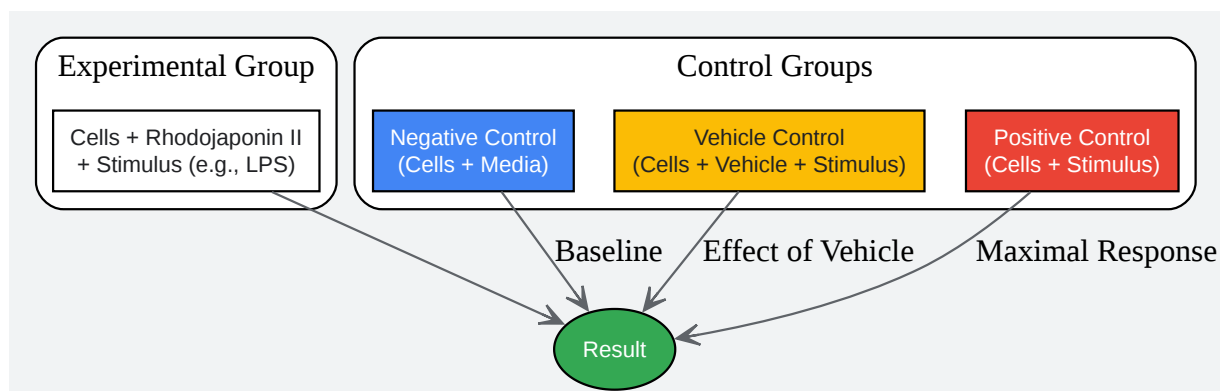 Experimental Group
Control Groups
Cells + Rhodojaponin II
+ Stimulus (e.g., LPS)
Negative Control
(Cells + Media)
Vehicle Control
(Cells + Vehicle + Stimulus)
Positive Control
(Cells + Stimulus)
Baseline
Effect of Vehicle
Maximal Response
Result